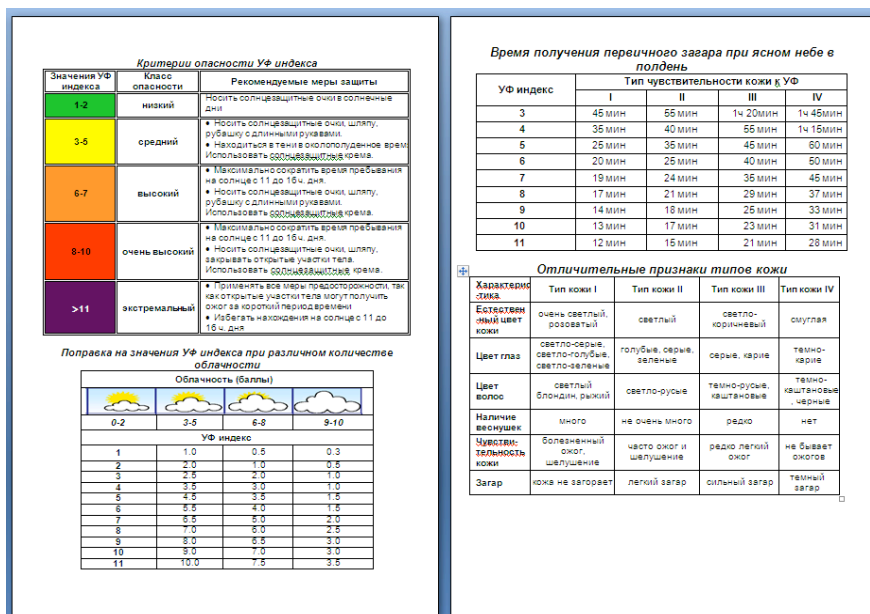 Критерии опасности УФ индекса
Значения УФ индекса | Класс опасности | Рекомендуемые меры защиты
1-2 | низкий | Носить солнцезащитные очки в солнечные дни
3-5 | средний | • Носить солнцезащитные очки, шляпу, рубашку с длинными рукавами.
• Находиться в тени в околополуденное врем
Использовать солнцезащитные крема.
6-7 | высокий | • Максимально сократить время пребывания на солнце с 11 до 16 ч. дня.
• Носить солнцезащитные очки, шляпу, рубашку с длинными рукавами.
Использовать солнцезащитные крема.
8-10 | очень высокий | • Максимально сократить время пребывания на солнце с 11 до 16ч. дня.
• Носить солнцезащитные очки, шляпу, закрывать открытые участки тела.
Использовать солнцезащитные крема.
>11 | экстремальный | • Применять все меры предосторожности, так как открытые участки тела могут получить ожог за короткий период времени
• Избегать нахождения на солнце с 11 до 16 ч. дня
Поправка на значения УФ индекса при различном количестве облачности
Облачность (баллы)
0-2 | 3-5 | 6-8 | 9-10
УФ индекс
1 | 1.0 | 0.5 | 0.3
2 | 2.0 | 1.0 | 0.5
3 | 2.5 | 2.0 | 1.0
4 | 3.5 | 3.0 | 1.0
5 | 4.5 | 3.5 | 1.5
6 | 5.5 | 4.0 | 1.5
7 | 6.5 | 5.0 | 2.0
8 | 7.0 | 6.0 | 2.5
9 | 8.0 | 6.5 | 3.0
10 | 9.0 | 7.0 | 3.0
11 | 10.0 | 7.5 | 3.5
Время получения первичного загара при ясном небе в полдень
УФ индекс | Тип чувствительности кожи к УФ
I | II | III | IV
3 | 45 мин | 55 мин | 1ч 20мин | 1ч 45мин
4 | 35 мин | 40 мин | 55 мин | 1ч 15мин
5 | 25 мин | 35 мин | 45 мин | 60 мин
6 | 20 мин | 25 мин | 40 мин | 50 мин
7 | 19 мин | 24 мин | 35 мин | 45 мин
8 | 17 мин | 21 мин | 29 мин | 37 мин
9 | 14 мин | 18 мин | 25 мин | 33 мин
10 | 13 мин | 17 мин | 23 мин | 31 мин
11 | 12 мин | 15 мин | 21 мин | 28 мин
Отличительные признаки типов кожи
Характерис-тика | Тип кожи I | Тип кожи II | Тип кожи III | Тип кожи IV
Естествен-ный цвет кожи | очень светлый, розоватый | светлый | светло-коричневый | смуглая
Цвет глаз | светло-серые, светло-голубые, светло-зеленые | голубые, серые, зеленые | серые, карие | темно-карие
Цвет волос | светлый блондин, рыжий | светло-русые | темно-русые, каштановые | темно-каштановые, черные
Наличие веснушек | много | не очень много | редко | нет
Чувстви-тельность кожи | болезненный ожог, шелушение | часто ожог и шелушение | редко легкий ожог | не бывает ожогов
Загар | кожа не загорает | легкий загар | сильный загар | темный загар